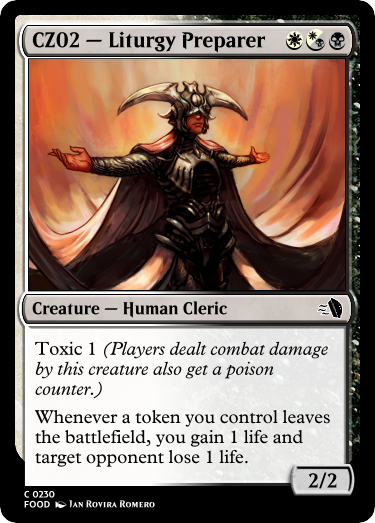 CZ02 — Liturgy Preparer
Creature — Human Cleric
Toxic 1 (Players dealt combat damage
by this creature also get a poison
counter.)
Whenever a token you control leaves
the battlefield, you gain 1 life and
target opponent lose 1 life.
2/2
C 0230
FOOD Jan Rovira Romero